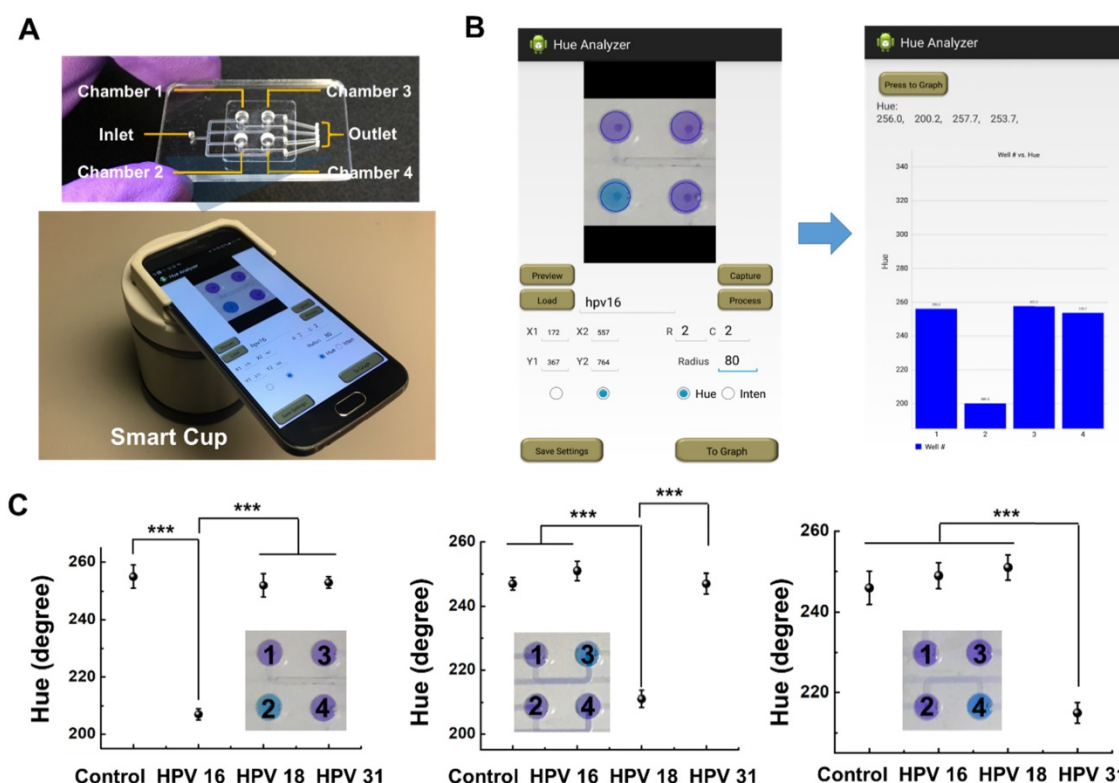 A
Chamber 1
Chamber 3
Inlet
Outlet
Chamber 2
Chamber 4
Smart Cup
B
Hue Analyzer
Preview
Capture
Load
hpv16
Process
X1 172 X2 557 R 2 C 2
Y1 367 Y2 764 Radius 80
Hue Inten
Save Settings
To Graph
Hue Analyzer
Press to Graph
Hue:
256.0, 200.2, 257.7, 253.7,
Well # vs. Hue
Hue
340
320
300
280
260
240
220
200
1 2 3 4
Well #
C
Hue (degree)
260
240
220
200
***
***
1 3
2 4
Control HPV 16 HPV 18 HPV 31
Hue (degree)
260
240
220
200
***
***
1 3
2 4
Control HPV 16 HPV 18 HPV 31
Hue (degree)
260
240
220
***
1 3
2 4
Control HPV 16 HPV 18 HPV 31